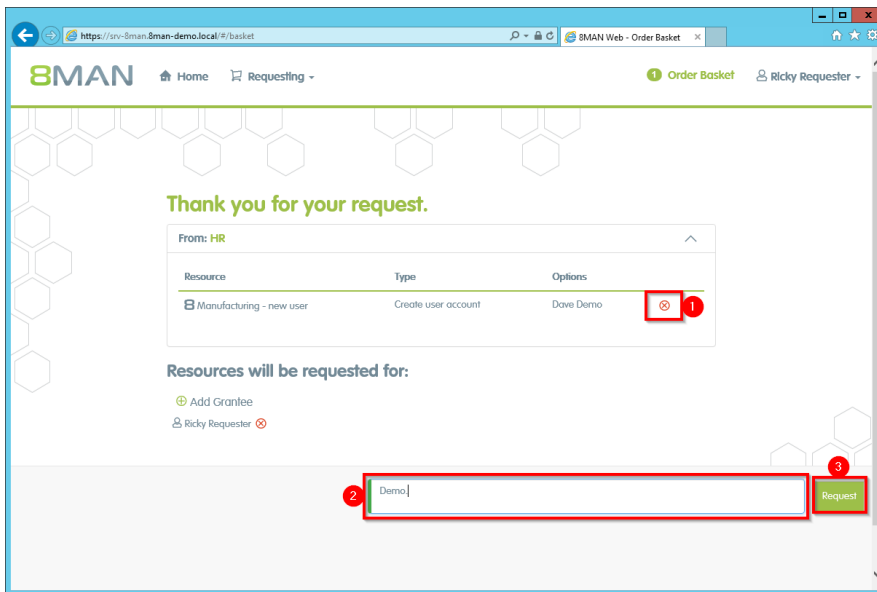 https://srv-8man.8man-demo.local/#/basket
8MAN Web - Order Basket
8MAN Home Requesting 1 Order Basket Ricky Requester
Thank you for your request.
From: HR
Resource Type Options
Manufacturing - new user Create user account Dave Demo 1
Resources will be requested for:
Add Grantee
Ricky Requester
3
2 Demo. Request